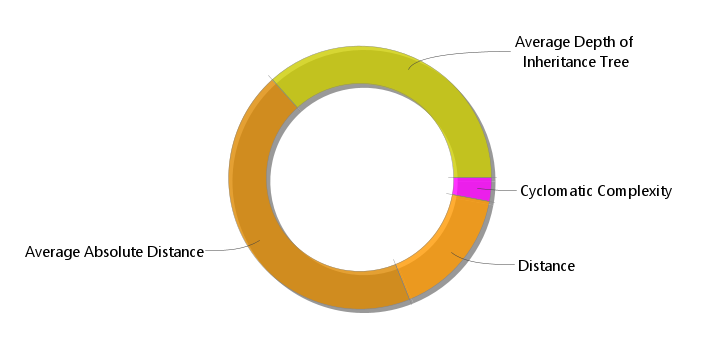 Average Depth of
Inheritance Tree
Cyclomatic Complexity
Average Absolute Distance
Distance